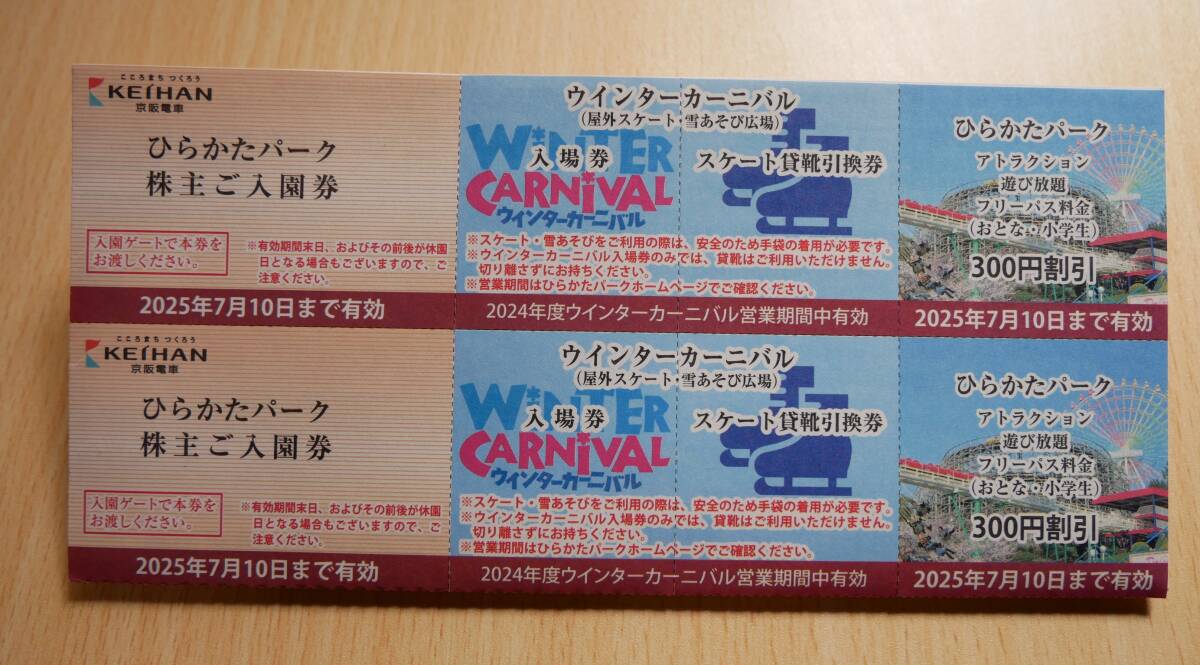 こころまち つくろう
KEIHAN
京阪電車
ひらかたパーク
株主ご入園券
入園ゲートで本券を
お渡しください。
※有効期間末日、およびその前後が休園
日となる場合もございますので、ご
注意ください。
2025年7月10日まで有効
ウインターカーニバル
(屋外スケート・雪あそび広場)
WINTER
入場券
スケート貸靴引換券
CARNiVAL
ウインターカーニバル
※スケート・雪あそびをご利用の際は、安全のため手袋の着用が必要です。
※ウインターカーニバル入場券のみでは、貸靴はご利用いただけません。
切り離さずにお持ちください。
※営業期間はひらかたパークホームページでご確認ください。
2024年度ウインターカーニバル営業期間中有効
ひらかたパーク
アトラクション
遊び放題
フリーパス料金
(おとな・小学生)
300円割引
2025年7月10日まで有効
こころまち つくろう
KEIHAN
京阪電車
ひらかたパーク
株主ご入園券
入園ゲートで本券を
お渡しください。
※有効期間末日、およびその前後が休園
日となる場合もございますので、ご
注意ください。
2025年7月10日まで有効
ウインターカーニバル
(屋外スケート・雪あそび広場)
WINTER
入場券
スケート貸靴引換券
CARNiVAL
ウインターカーニバル
※スケート・雪あそびをご利用の際は、安全のため手袋の着用が必要です。
※ウインターカーニバル入場券のみでは、貸靴はご利用いただけません。
切り離さずにお持ちください。
※営業期間はひらかたパークホームページでご確認ください。
2024年度ウインターカーニバル営業期間中有効
ひらかたパーク
アトラクション
遊び放題
フリーパス料金
(おとな・小学生)
300円割引
2025年7月10日まで有効